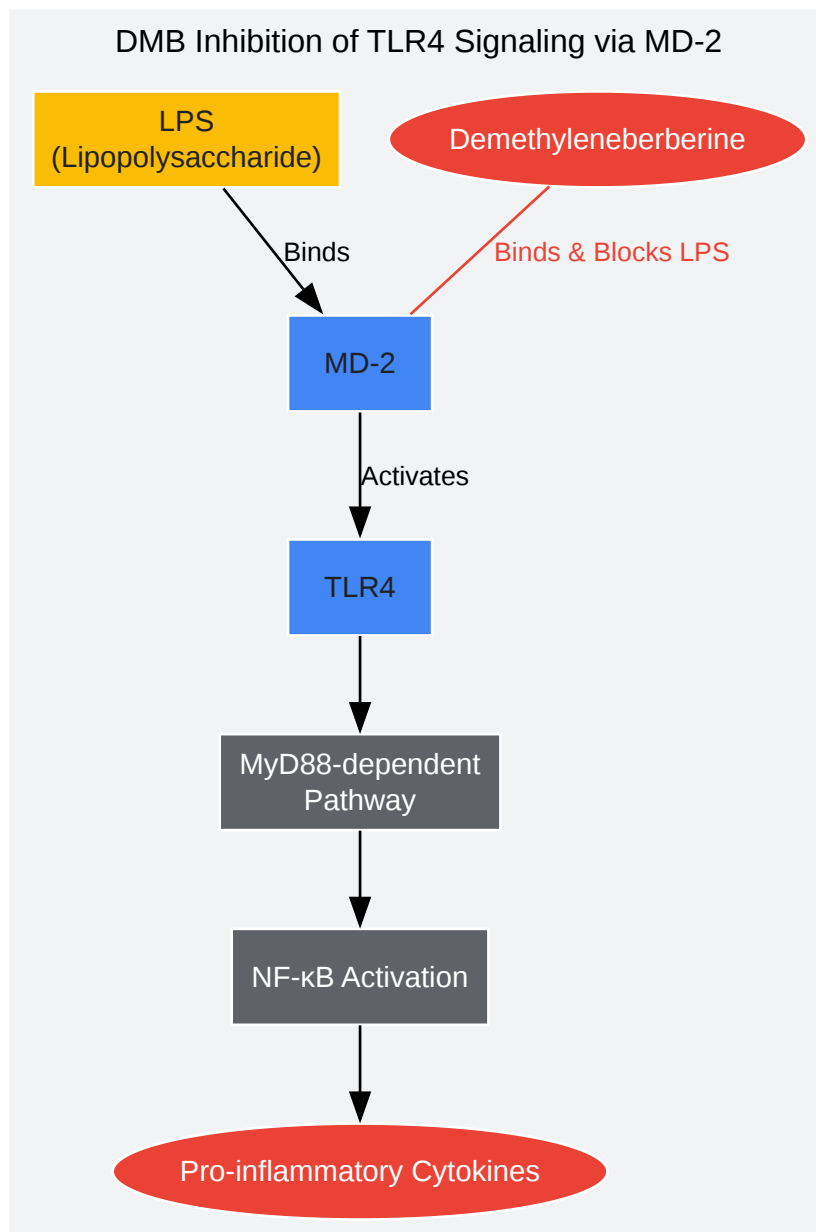 DMB Inhibition of TLR4 Signaling via MD-2
LPS
(Lipopolysaccharide)
Demethyleneberberine
Binds
Binds & Blocks LPS
MD-2
Activates
TLR4
MyD88-dependent
Pathway
NF-κB Activation
Pro-inflammatory Cytokines